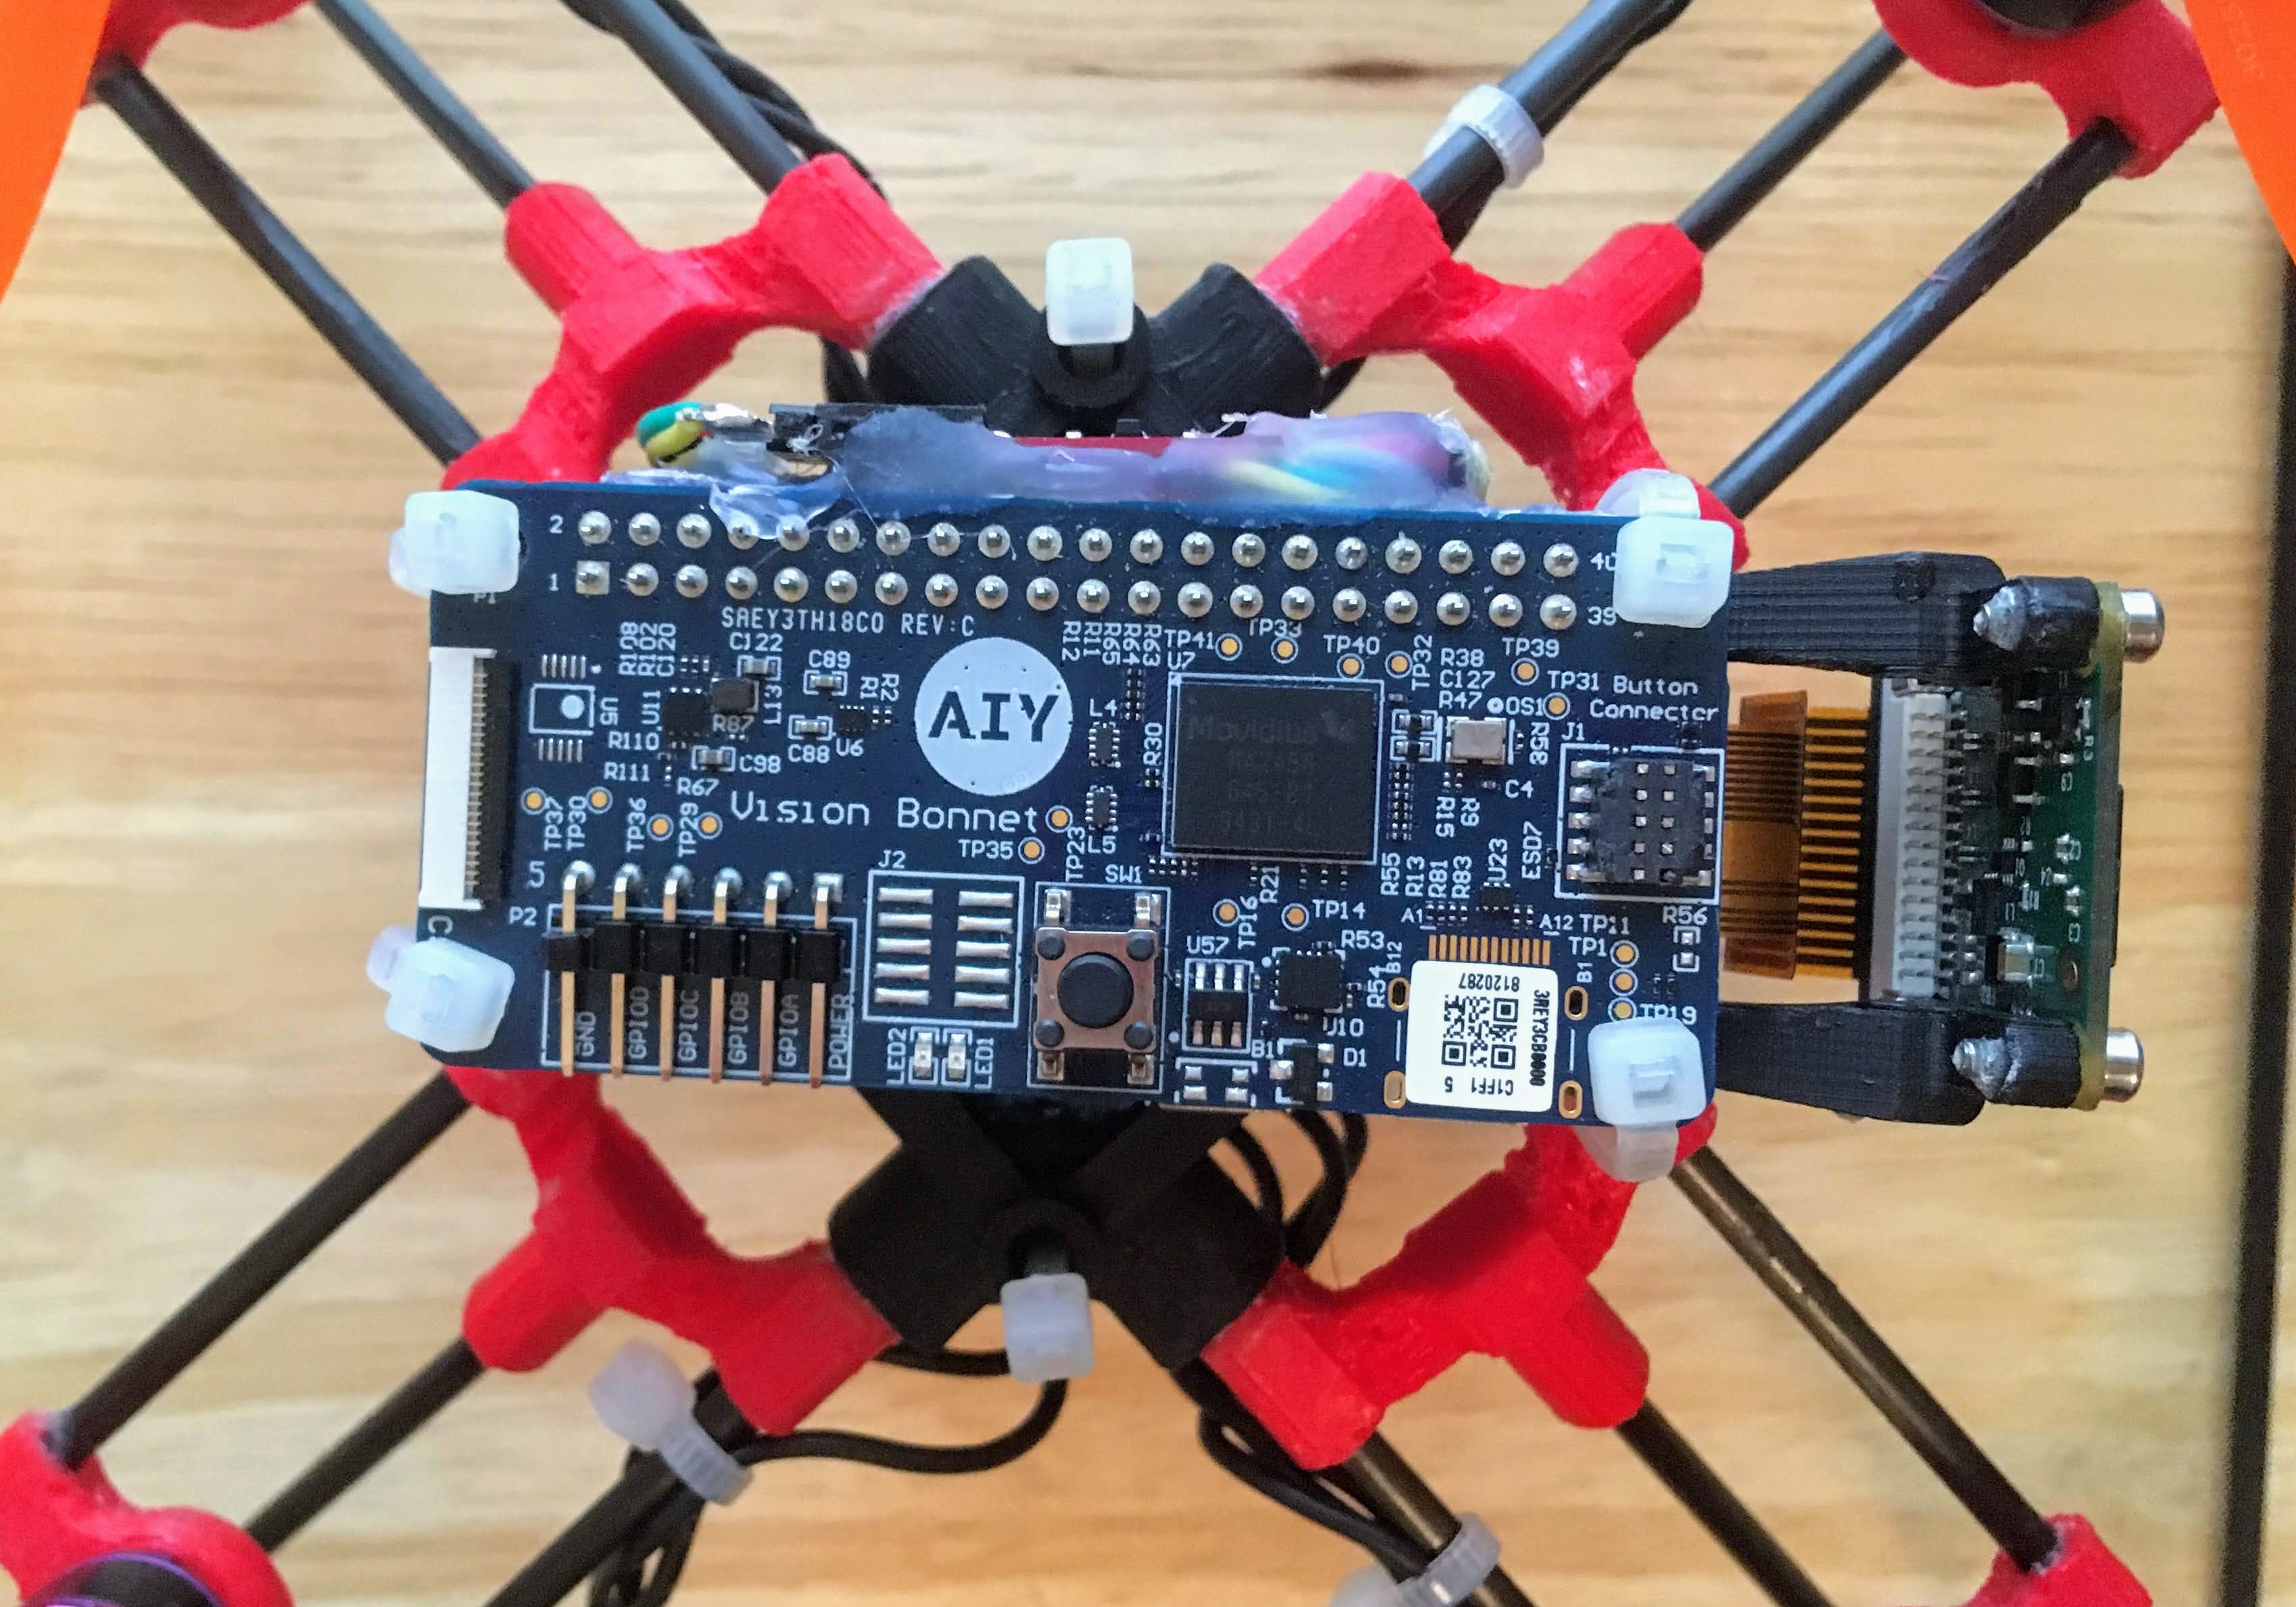 2
40
1
39
SAEY3TH18C0 REV:C
R108
R102
C120
C122
C89
R1
R2
R12
R11
R65
R64
R63
TP41
TP33
TP40
TP32
TP39
U7
R38
C127
R47
OS1
TP31
Button
Connector
J1
U5
U11
R87
L13
R110
C88
U6
R111
C98
R67
AIY
L4
R30
Movidius
R58
C4
R15
R9
Vision Bonnet
TP37
TP30
TP36
TP29
TP35
TP23
L5
J2
SW1
5
P2
R21
R55
R13
R81
R83
U23
ESD7
A1
A12
TP11
TP1
R56
TP16
TP14
U57
R53
R54
B12
B1
U10
TP19
D1
GND
GPIOD
GPIOC
GPIOB
GPIOA
POWER
LED2
LED1
3REY3CB0000
8120287
C1FF1 5